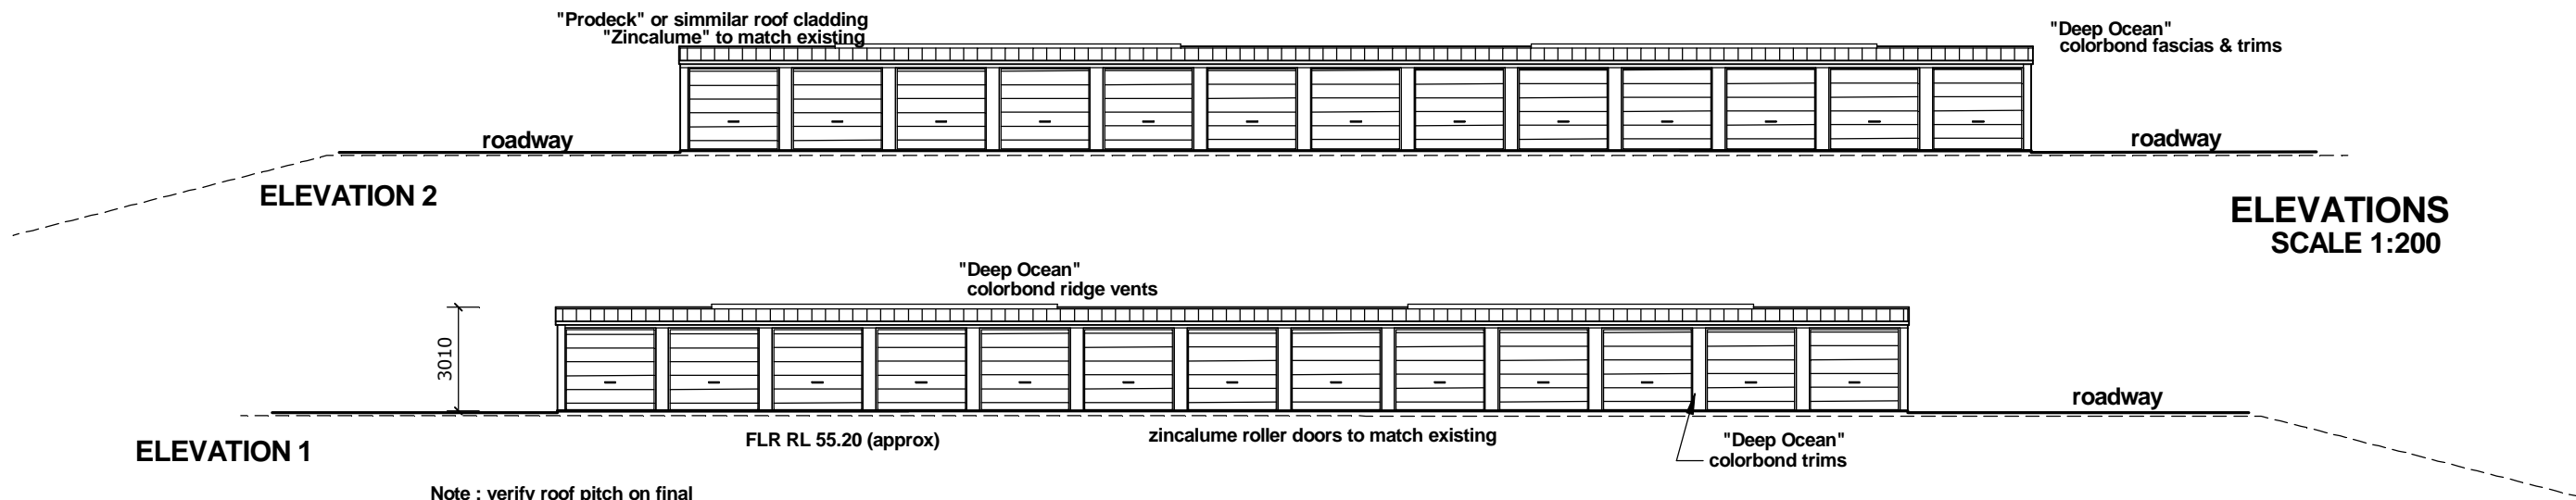 "Prodeck" or simmilar roof cladding
"Zincalume" to match existing
"Deep Ocean"
colorbond fascias & trims
roadway
roadway
ELEVATION 2
ELEVATIONS
SCALE 1:200
"Deep Ocean"
colorbond ridge vents
3010
roadway
ELEVATION 1
FLR RL 55.20 (approx)
zincalume roller doors to match existing
"Deep Ocean"
colorbond trims
Note : verify roof pitch on final